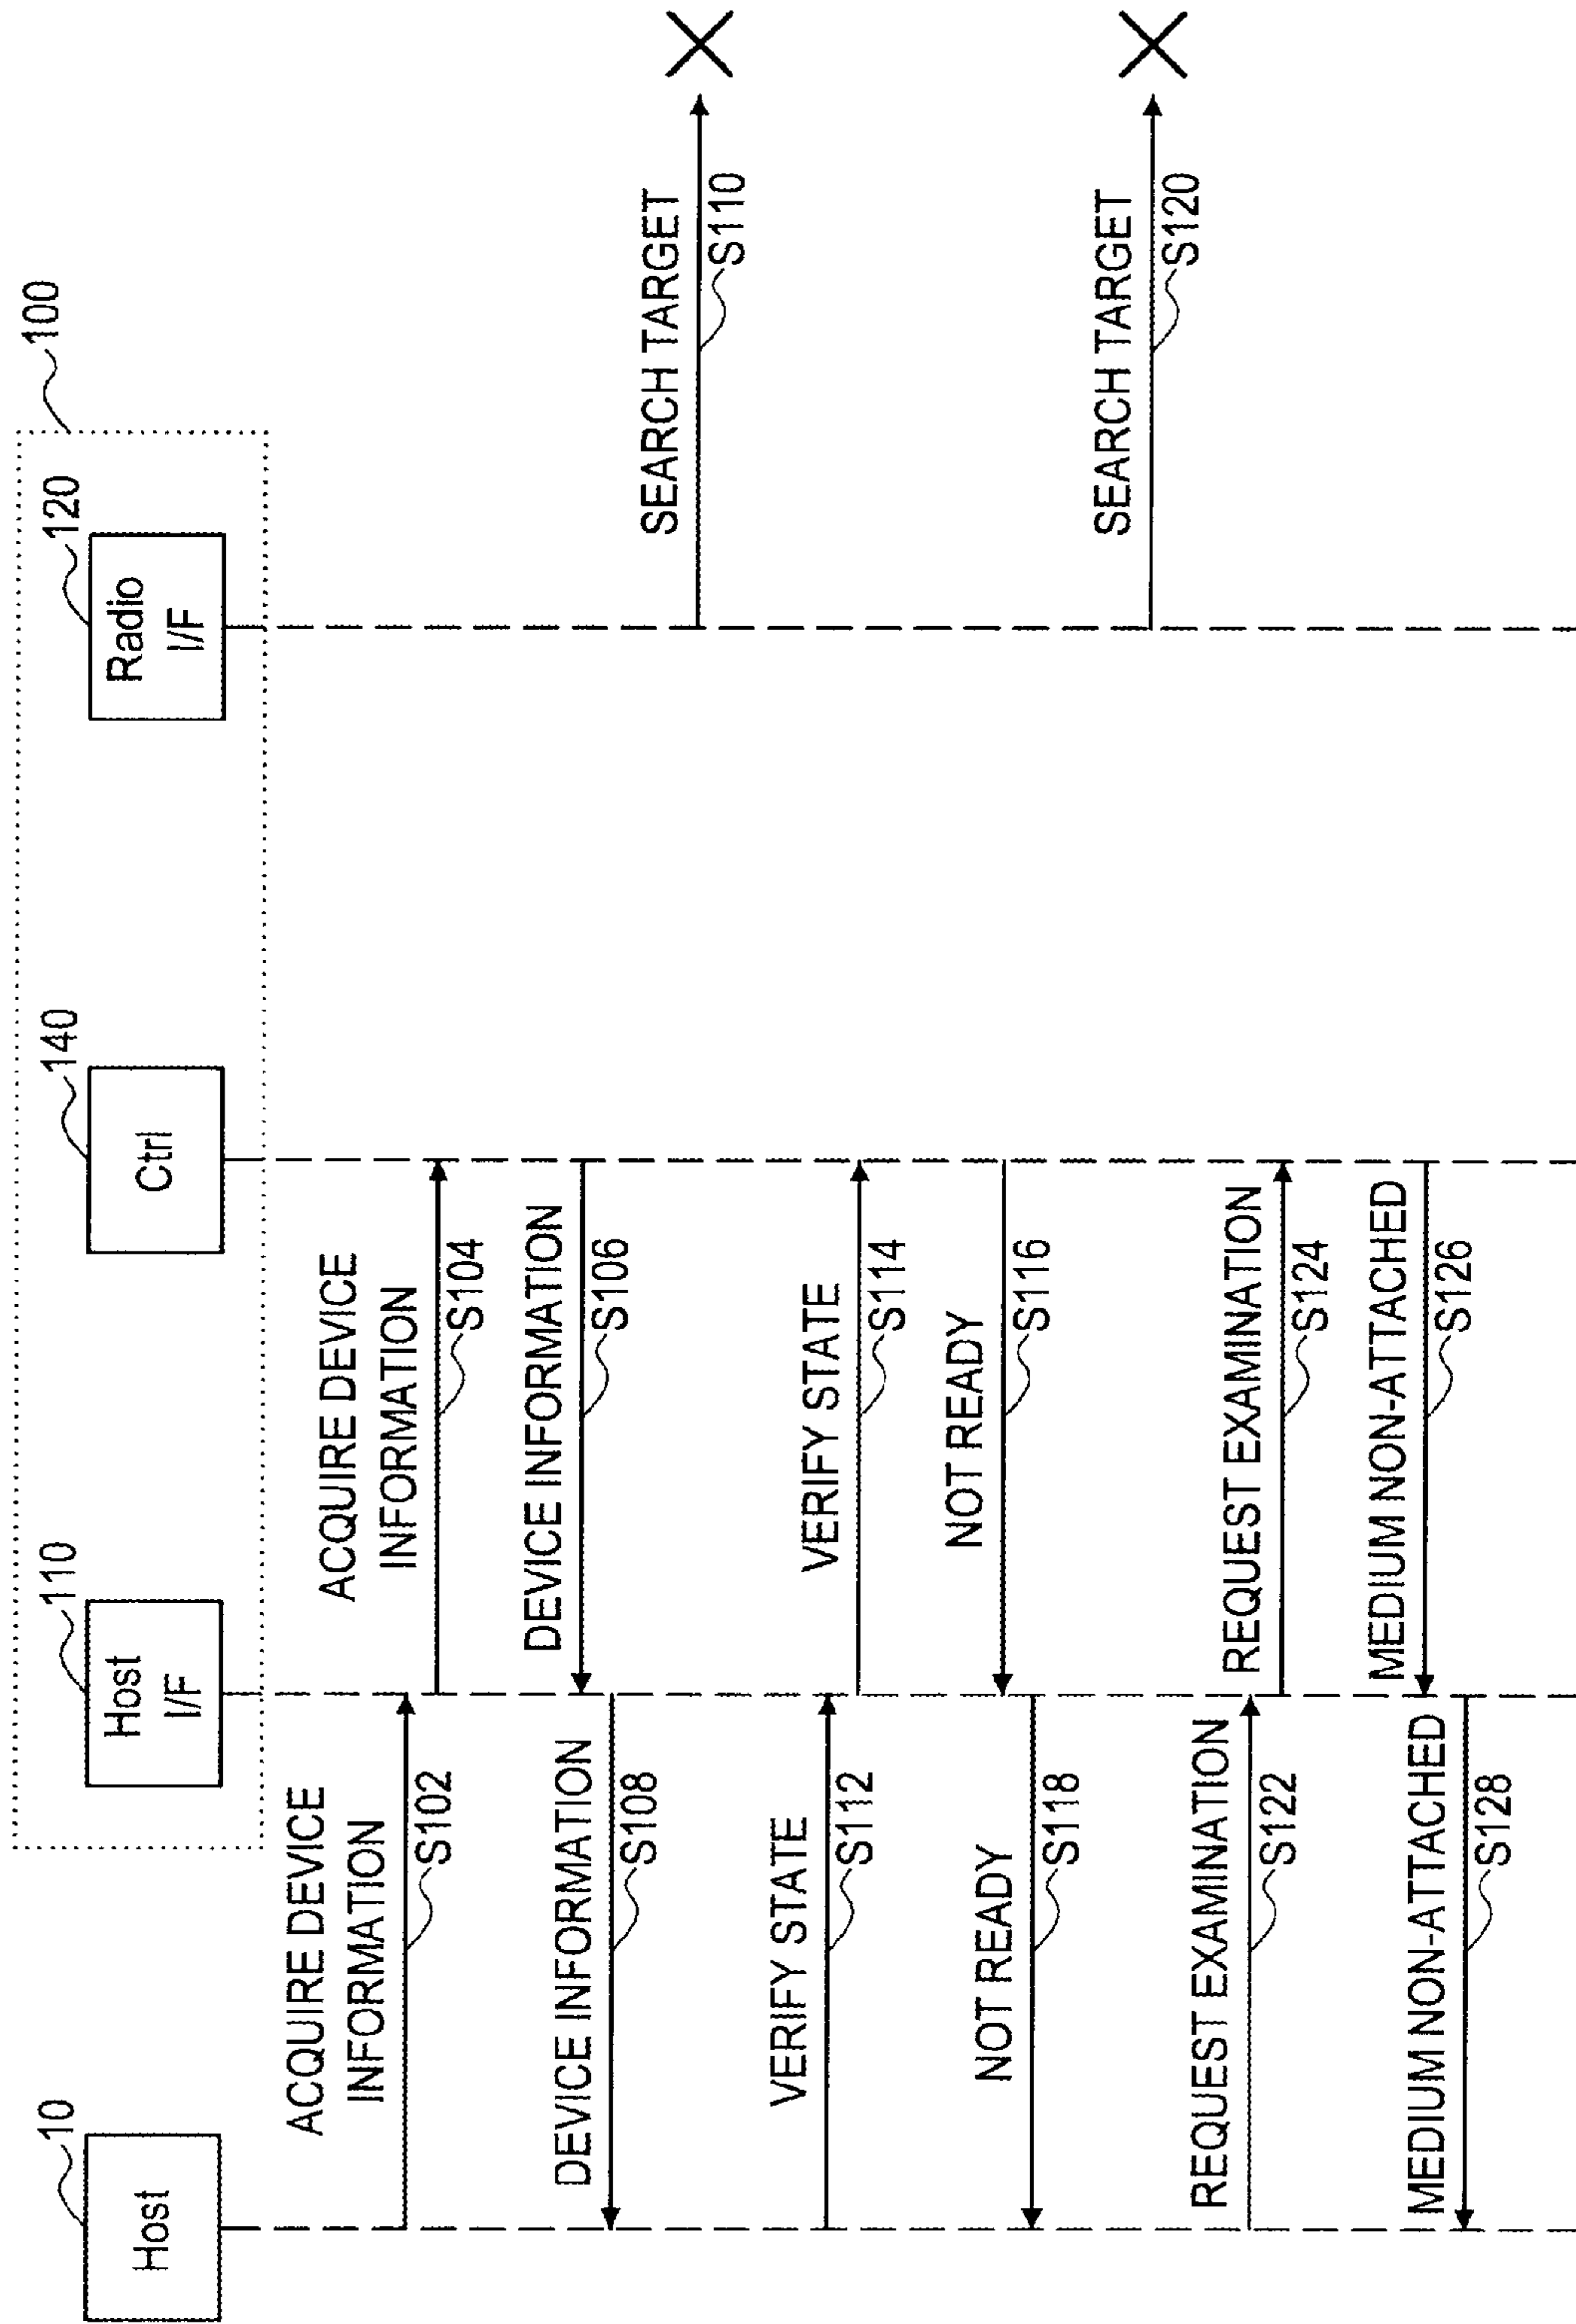 100
10
110
140
120
Host
Host
I/F
Ctrl
Radio
I/F
ACQUIRE DEVICE
INFORMATION
S102
ACQUIRE DEVICE
INFORMATION
S104
DEVICE INFORMATION
S106
DEVICE INFORMATION
S108
SEARCH TARGET
S110
VERIFY STATE
S112
VERIFY STATE
S114
NOT READY
S116
NOT READY
S118
SEARCH TARGET
S120
REQUEST EXAMINATION
S122
REQUEST EXAMINATION
S124
MEDIUM NON-ATTACHED
S126
MEDIUM NON-ATTACHED
S128